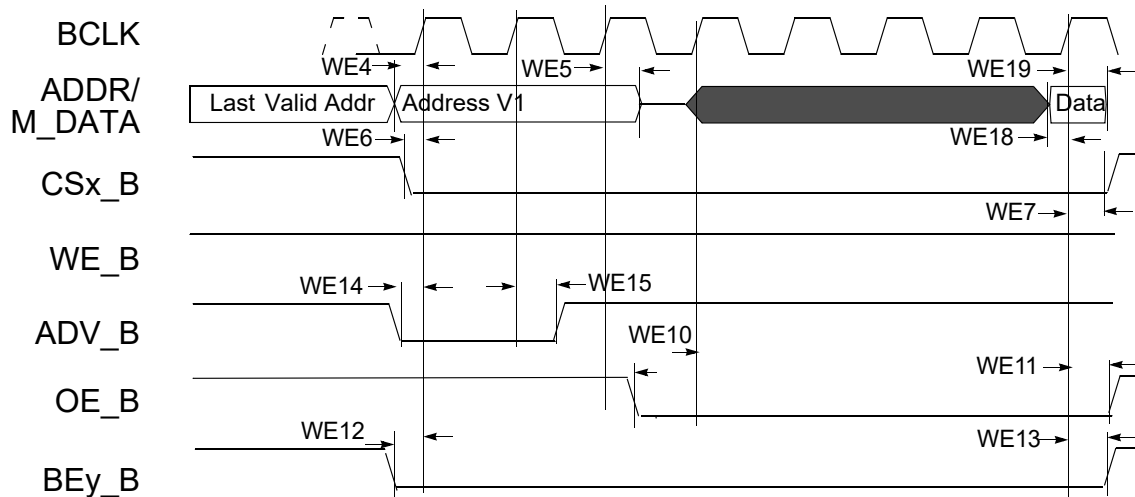 BCLK
WE4
WE5
WE19
ADDR/
M_DATA
Last Valid Addr
Address V1
Data
WE6
WE18
CSx_B
WE7
WE_B
WE14
WE15
ADV_B
WE10
WE11
OE_B
WE12
WE13
BEy_B